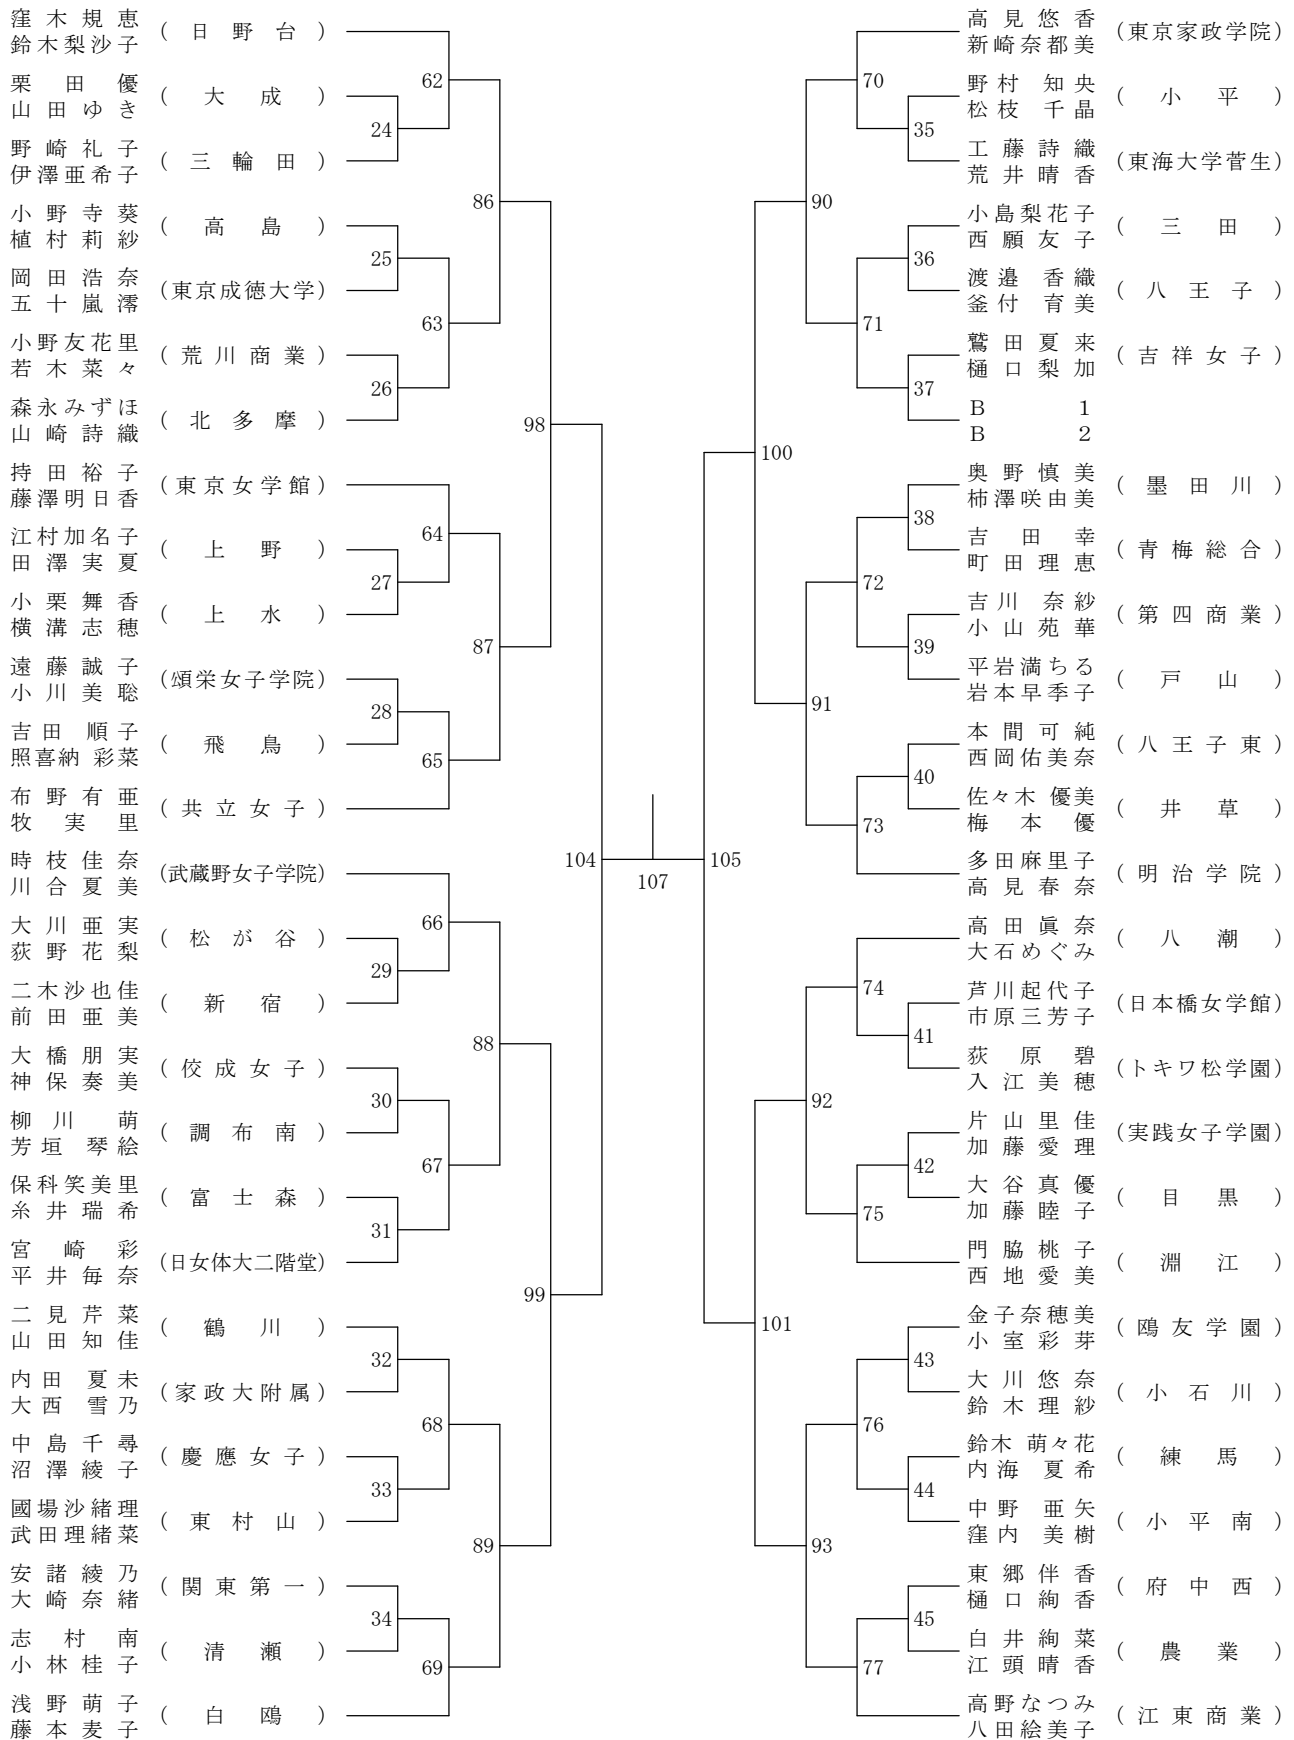 窪木規恵
鈴木梨沙子 (日野台)
62
栗田優
山田ゆき (大成)
24
野崎礼子
伊澤亜希子 (三輪田)
86
小野寺葵
植村莉紗 (高島)
25
岡田浩奈
五十嵐澪 (東京成徳大学)
63
小野友花里
若木菜々 (荒川商業)
26
森永みずほ
山崎詩織 (北多摩)
98
持田裕子
藤澤明日香 (東京女学館)
64
江村加名子
田澤実夏 (上野)
27
小栗舞香
横溝志穂 (上水)
87
遠藤誠子
小川美聡 (頌栄女子学院)
28
吉田順子
照喜納彩菜 (飛鳥)
65
布野有亜
牧実里 (共立女子)
104
時枝佳奈
川合夏美 (武蔵野女子学院)
66
大川亜実
荻野花梨 (松が谷)
29
二木沙也佳
前田亜美 (新宿)
88
大橋朋実
神保奏美 (佼成女子)
30
柳川萌
芳垣琴絵 (調布南)
67
保科笑美里
糸井瑞希 (富士森)
31
宮崎彩
平井毎奈 (日女体大二階堂)
99
二見芹菜
山田知佳 (鶴川)
32
内田夏未
大西雪乃 (家政大附属)
68
中島千尋
沼澤綾子 (慶應女子)
33
國場沙緒理
武田理緒菜 (東村山)
89
安諸綾乃
大崎奈緒 (関東第一)
34
志村南
小林桂子 (清瀬)
69
浅野萌子
藤本麦子 (白鴎)
107
高見悠香
新崎奈都美 (東京家政学院)
70
野村知央
松枝千晶 (小平)
35
工藤詩織
荒井晴香 (東海大学菅生)
90
小島梨花子
西願友子 (三田)
36
渡邉香織
釜付育美 (八王子)
71
鷲田夏来
樋口梨加 (吉祥女子)
37
B 1
B 2
100
奥野慎美
柿澤咲由美 (墨田川)
38
吉田幸
町田理恵 (青梅総合)
72
吉川奈紗
小山苑華 (第四商業)
39
平岩満ちる
岩本早季子 (戸山)
91
本間可純
西岡佑美奈 (八王子東)
40
佐々木優美
梅本優 (井草)
73
多田麻里子
高見春奈 (明治学院)
105
高田眞奈
大石めぐみ (八潮)
74
芦川起代子
市原三芳子 (日本橋女学館)
41
荻原碧
入江美穂 (トキワ松学園)
92
片山里佳
加藤愛理 (実践女子学園)
42
大谷真優
加藤睦子 (目黒)
75
門脇桃子
西地愛美 (淵江)
101
金子奈穂美
小室彩芽 (鴎友学園)
43
大川悠奈
鈴木理紗 (小石川)
76
鈴木萌々花
内海夏希 (練馬)
44
中野亜矢
窪内美樹 (小平南)
93
東郷伴香
樋口絢香 (府中西)
45
白井絢菜
江頭晴香 (農業)
77
高野なつみ
八田絵美子 (江東商業)